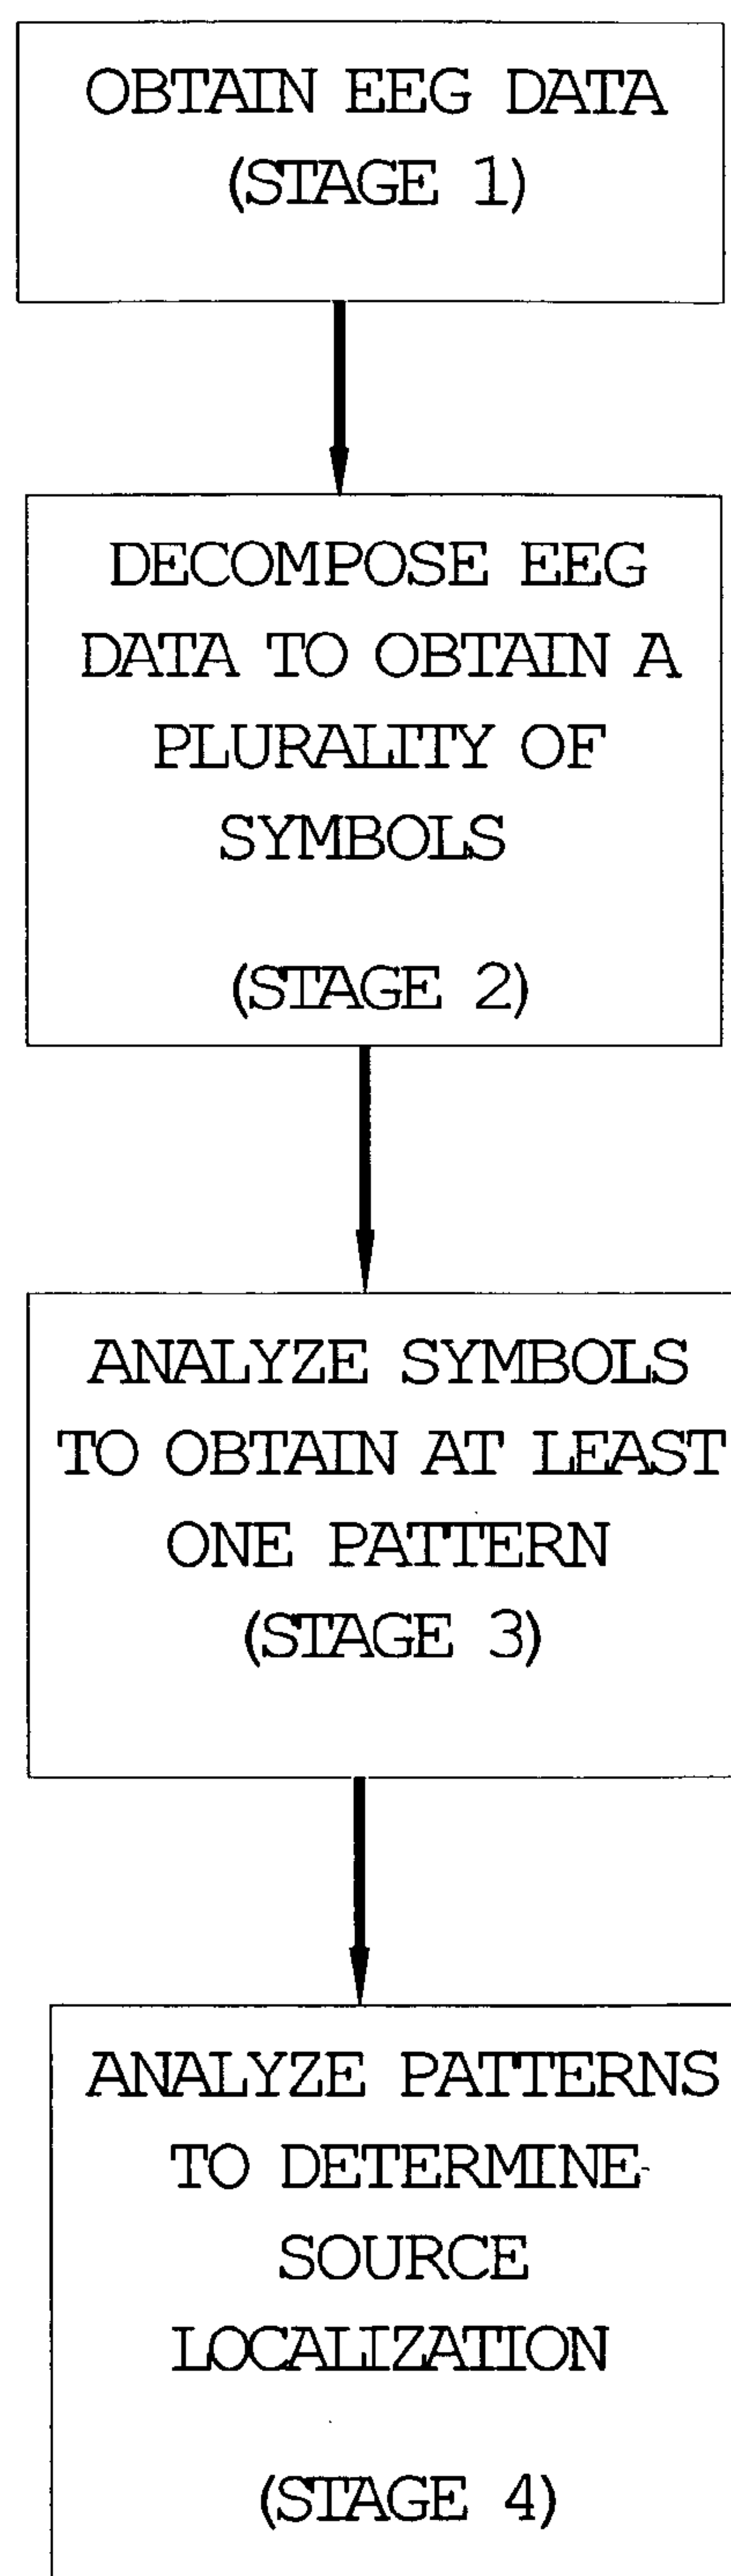 OBTAIN EEG DATA
(STAGE 1)
DECOMPOSE EEG
DATA TO OBTAIN A
PLURALITY OF
SYMBOLS
(STAGE 2)
ANALYZE SYMBOLS
TO OBTAIN AT LEAST
ONE PATTERN
(STAGE 3)
ANALYZE PATTERNS
TO DETERMINE
SOURCE
LOCALIZATION
(STAGE 4)